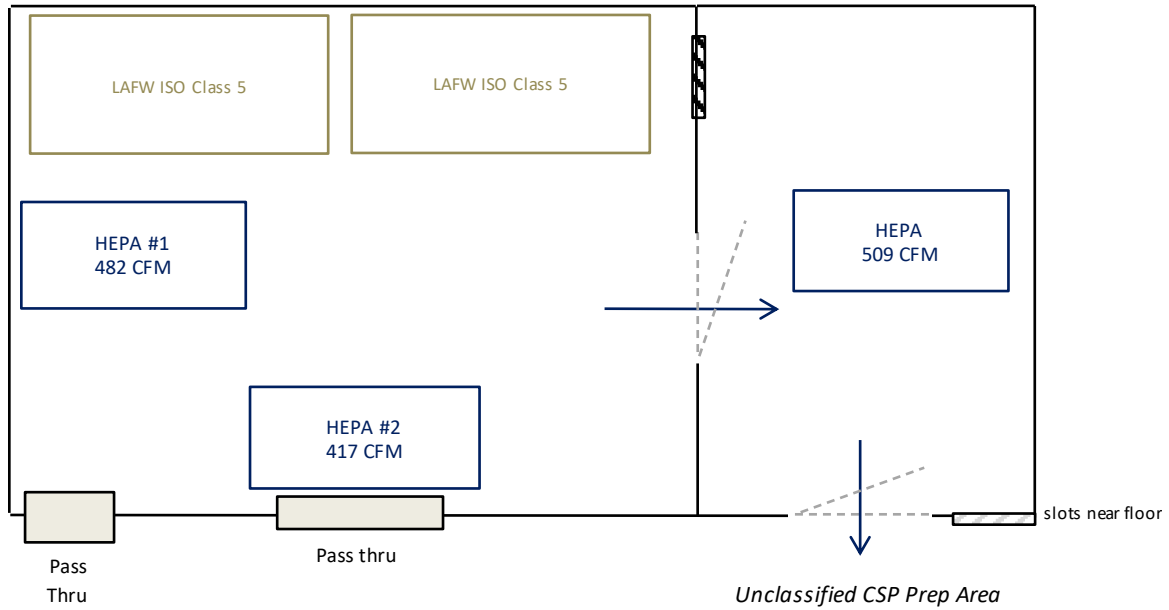 LAFW ISO Class 5
LAFW ISO Class 5
HEPA #1
482 CFM
HEPA
509 CFM
HEPA #2
417 CFM
slots near floor
Pass
Thru
Pass thru
Unclassified CSP Prep Area